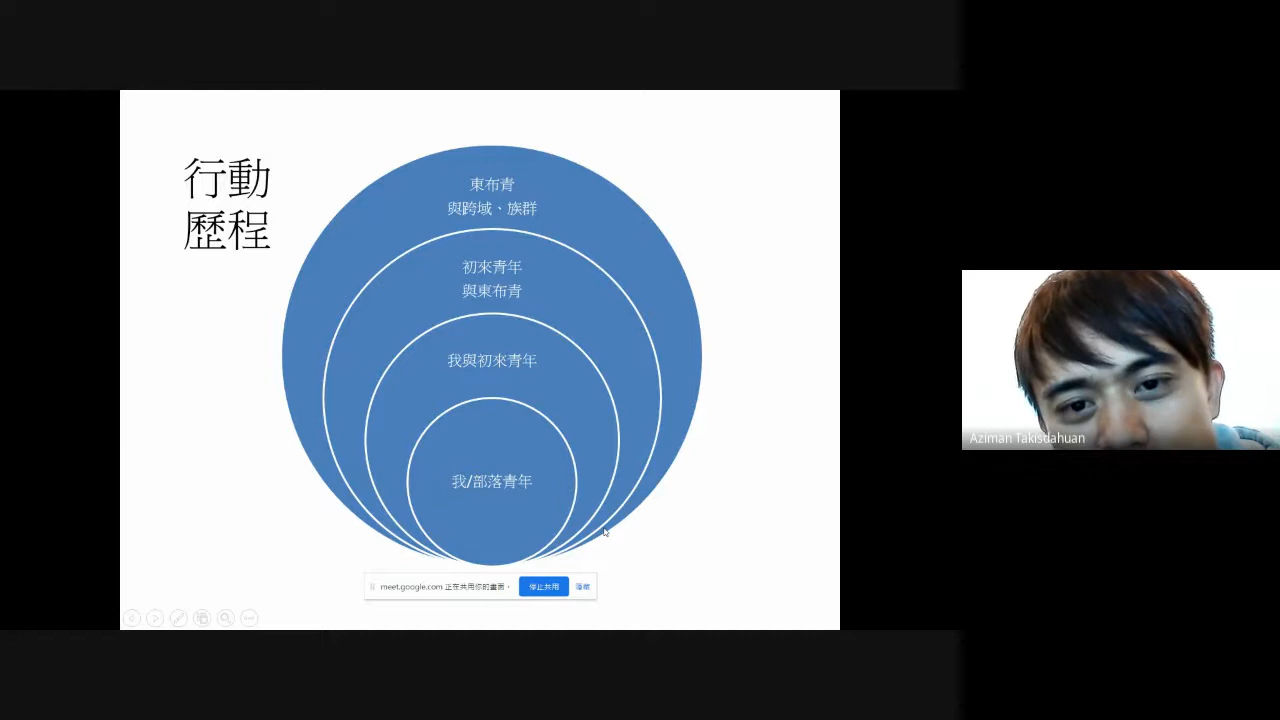 行動
歷程
東布青
與跨域、族群
初來青年
與東布青
我與初來青年
我/部落青年
meet.google.com 正在共用你的畫面。
停止共用
隱藏
Aziman Takisdahuan